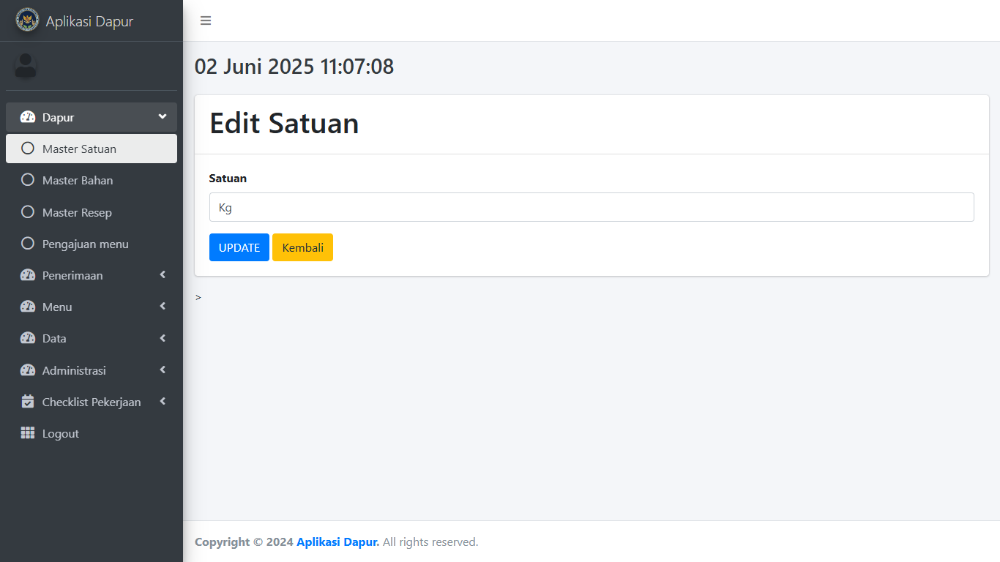 Aplikasi Dapur
Dapur
Master Satuan
Master Bahan
Master Resep
Pengajuan menu
Penerimaan
Menu
Data
Administrasi
Checklist Pekerjaan
Logout
02 Juni 2025 11:07:08
Edit Satuan
Satuan
Kg
UPDATE Kembali
>
Copyright © 2024 Aplikasi Dapur. All rights reserved.